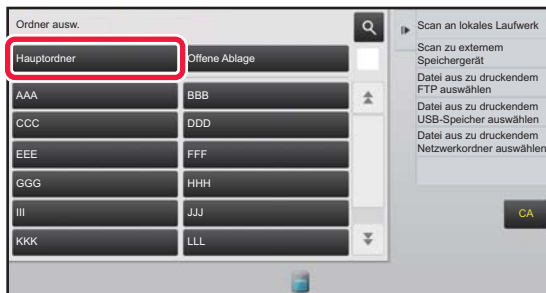 Ordner ausw.
Hauptordner
Offene Ablage
AAA
BBB
CCC
DDD
EEE
FFF
GGG
HHH
III
JJJ
KKK
LLL
Scan an lokales Laufwerk
Scan zu externem
Speichergerät
Datei aus zu druckendem
FTP auswählen
Datei aus zu druckendem
USB-Speicher auswählen
Datei aus zu druckendem
Netzwerkordner auswählen
CA